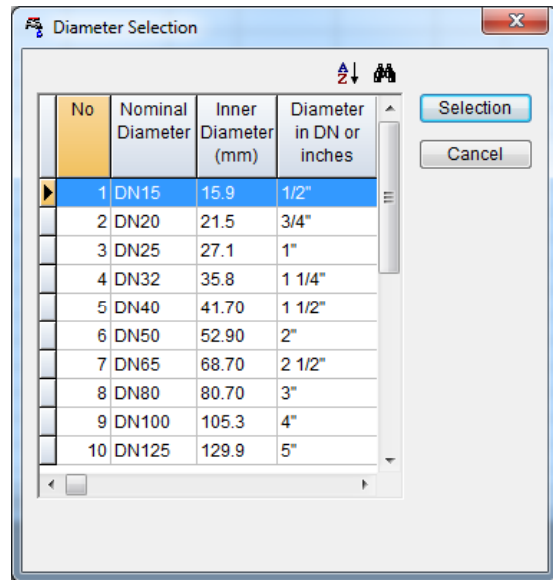 Diameter Selection
No Nominal Diameter Inner Diameter (mm) Diameter in DN or inches
1 DN15 15.9 1/2"
2 DN20 21.5 3/4"
3 DN25 27.1 1"
4 DN32 35.8 1 1/4"
5 DN40 41.70 1 1/2"
6 DN50 52.90 2"
7 DN65 68.70 2 1/2"
8 DN80 80.70 3"
9 DN100 105.3 4"
10 DN125 129.9 5"
Selection
Cancel